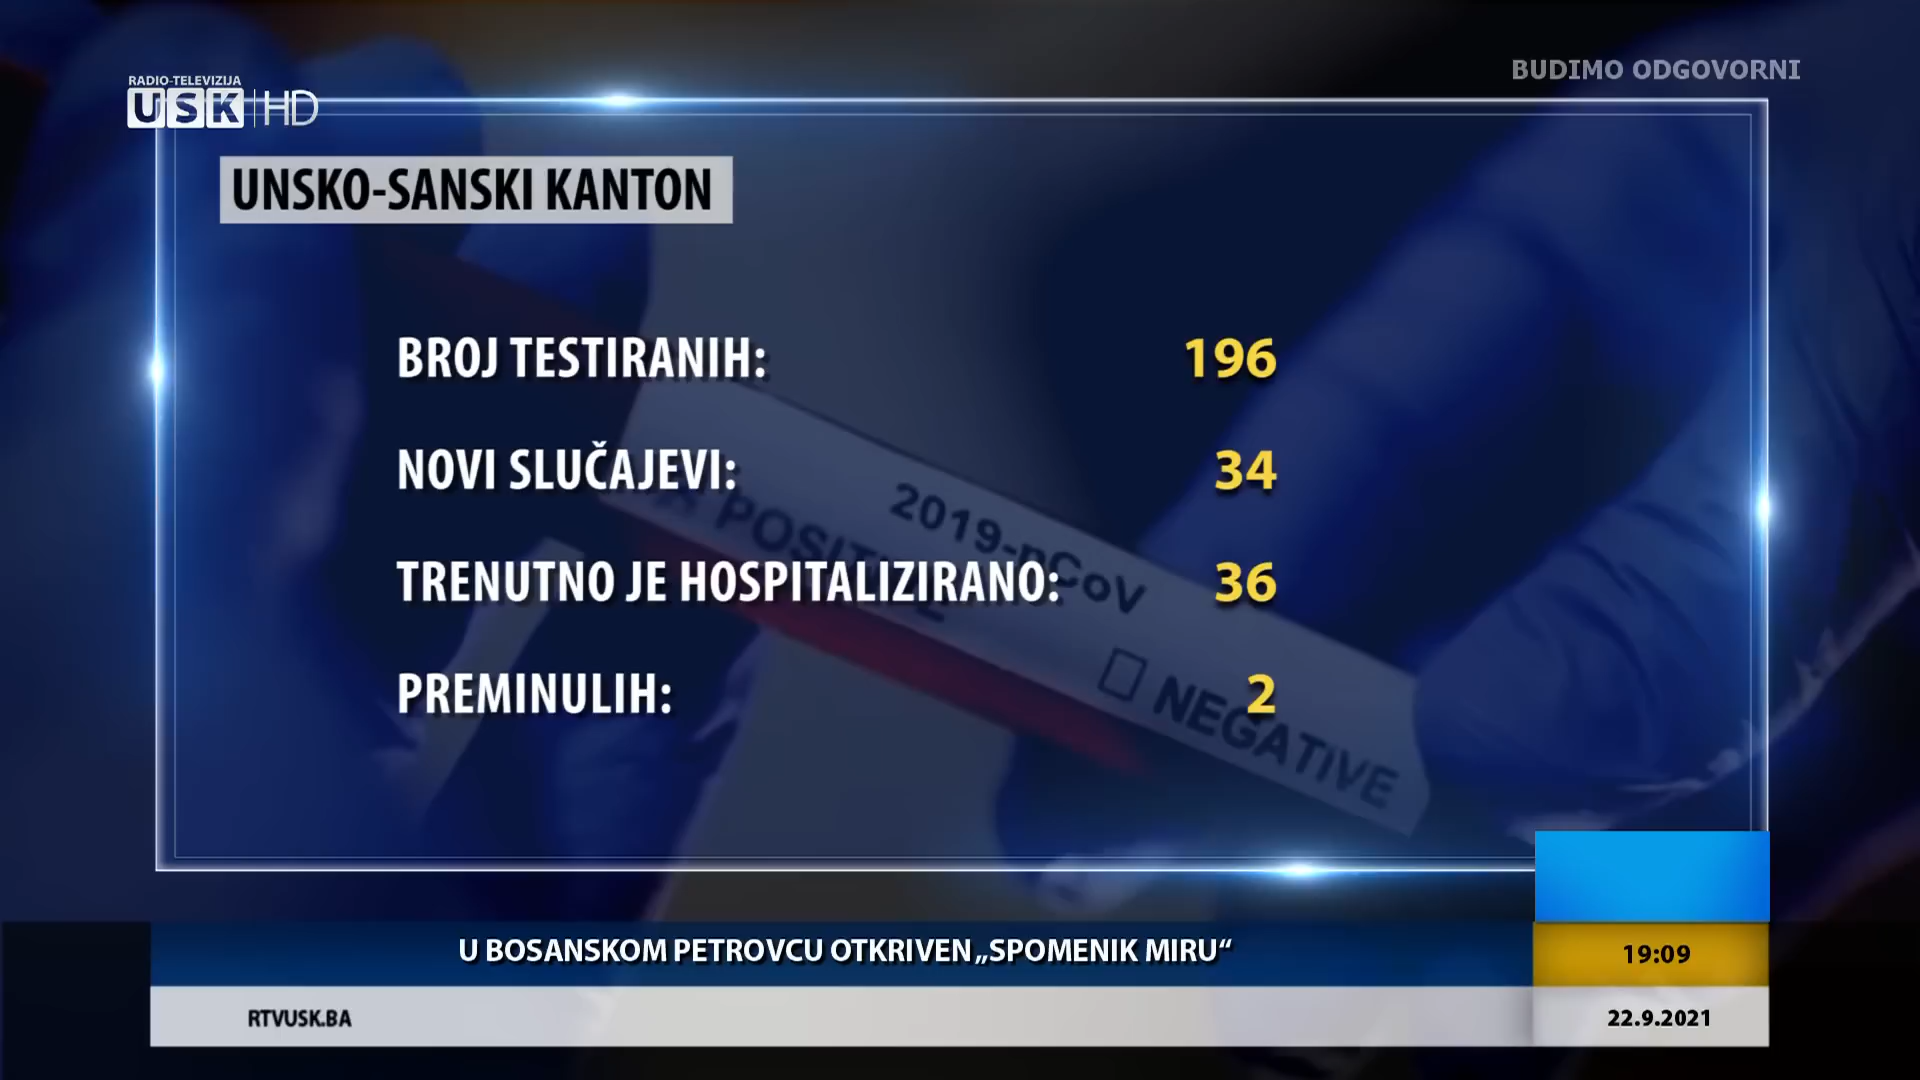 RADIO-TELEVIZIJA
USK HD
BUDIMO ODGOVORNI
UNSKO-SANSKI KANTON
BROJ TESTIRANIH: 196
NOVI SLUČAJEVI: 34
TRENUTNO JE HOSPITALIZIRANO: 36
PREMINULIH: 2
2019-nCoV
POSITIVE
NEGATIVE
U BOSANSKOM PETROVCU OTKRIVEN „SPOMENIK MIRU“
19:09
RTVUSK.BA
22.9.2021